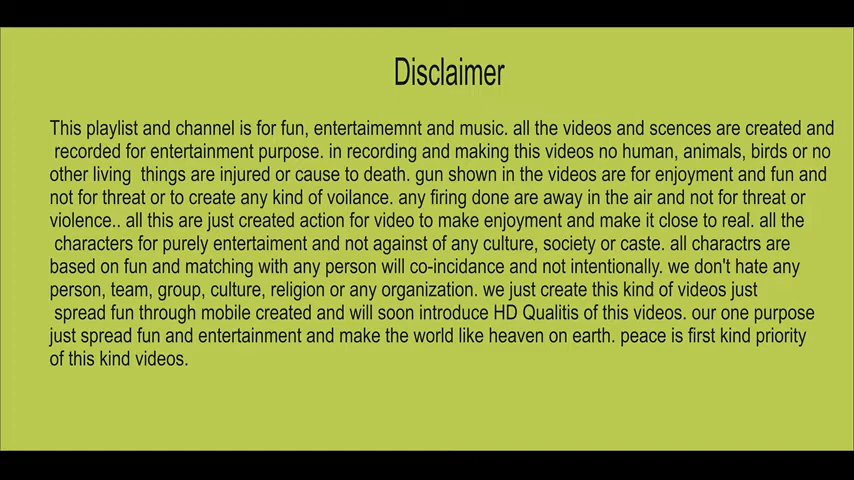 Disclaimer
This playlist and channel is for fun, entertaimemnt and music. all the videos and scences are created and
recorded for entertainment purpose. in recording and making this videos no human, animals, birds or no
other living things are injured or cause to death. gun shown in the videos are for enjoyment and fun and
not for threat or to create any kind of voilance. any firing done are away in the air and not for threat or
violence.. all this are just created action for video to make enjoyment and make it close to real. all the
characters for purely entertaiment and not against of any culture, society or caste. all charactrs are
based on fun and matching with any person will co-incidance and not intentionally. we don't hate any
person, team, group, culture, religion or any organization. we just create this kind of videos just
spread fun through mobile created and will soon introduce HD Qualitis of this videos. our one purpose
just spread fun and entertainment and make the world like heaven on earth. peace is first kind priority
of this kind videos.